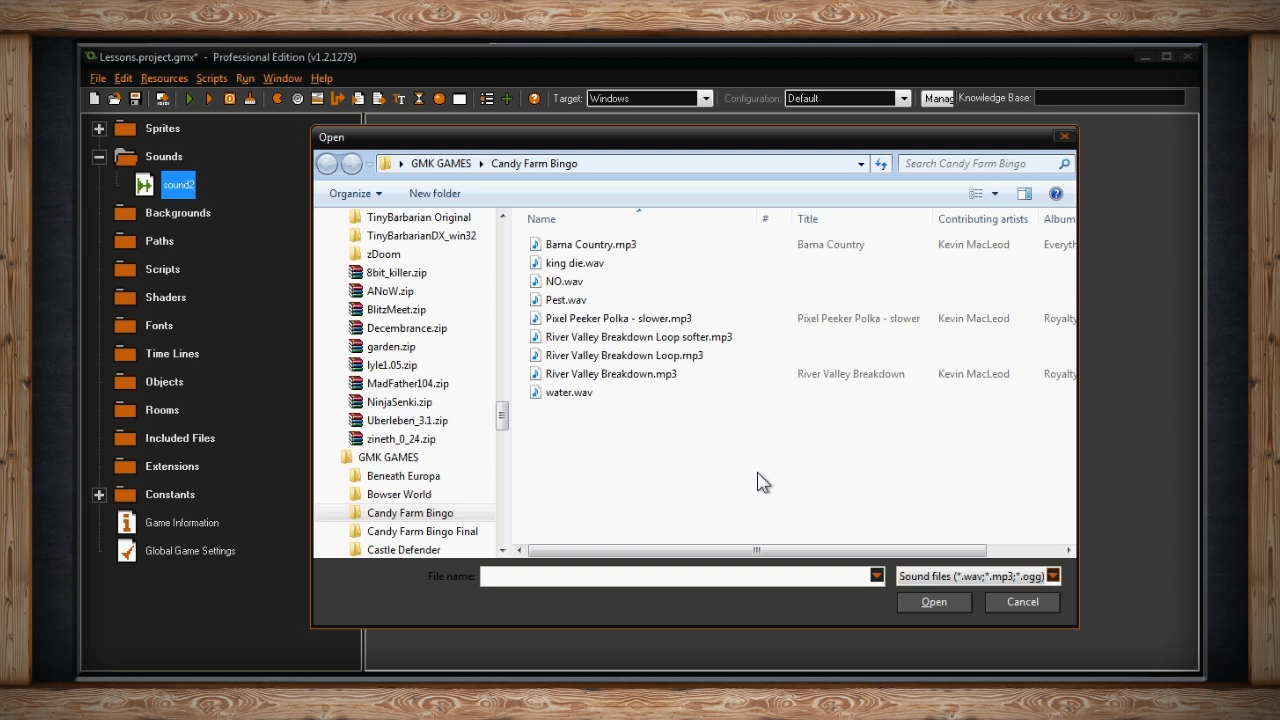 Lessons.project.gmx* - Professional Edition (v1.2.1279)
File Edit Resources Scripts Run Window Help
Target: Windows Configuration: Default Manag Knowledge Base:
Sprites
Sounds
sound2
Backgrounds
Paths
Scripts
Shaders
Fonts
Time Lines
Objects
Rooms
Included Files
Extensions
Constants
Game Information
Global Game Settings
Open
GMK GAMES Candy Farm Bingo Search Candy Farm Bingo
Organize New folder
TinyBarbarian Original
TinyBarbarianDX_win32
zDoom
8bit_killer.zip
ANoW.zip
BlitzMeet.zip
Decembrance.zip
garden.zip
lyle1.05.zip
MadFather104.zip
NinjaSenki.zip
Uberleben_3.1.zip
zineth_0_24.zip
GMK GAMES
Beneath Europa
Bowser World
Candy Farm Bingo
Candy Farm Bingo Final
Castle Defender
Name # Title Contributing artists Album
Barna Country.mp3 Barna Country Kevin MacLeod Everyth
king die.wav
NO.wav
Pest.wav
Pixel Peeker Polka - slower.mp3 Pixel Peeker Polka - slower Kevin MacLeod Royalty
River Valley Breakdown Loop softer.mp3
River Valley Breakdown Loop.mp3
River Valley Breakdown.mp3 River Valley Breakdown Kevin MacLeod Royalty
water.wav
File name: Sound files (*.wav;*.mp3;*.ogg)
Open Cancel